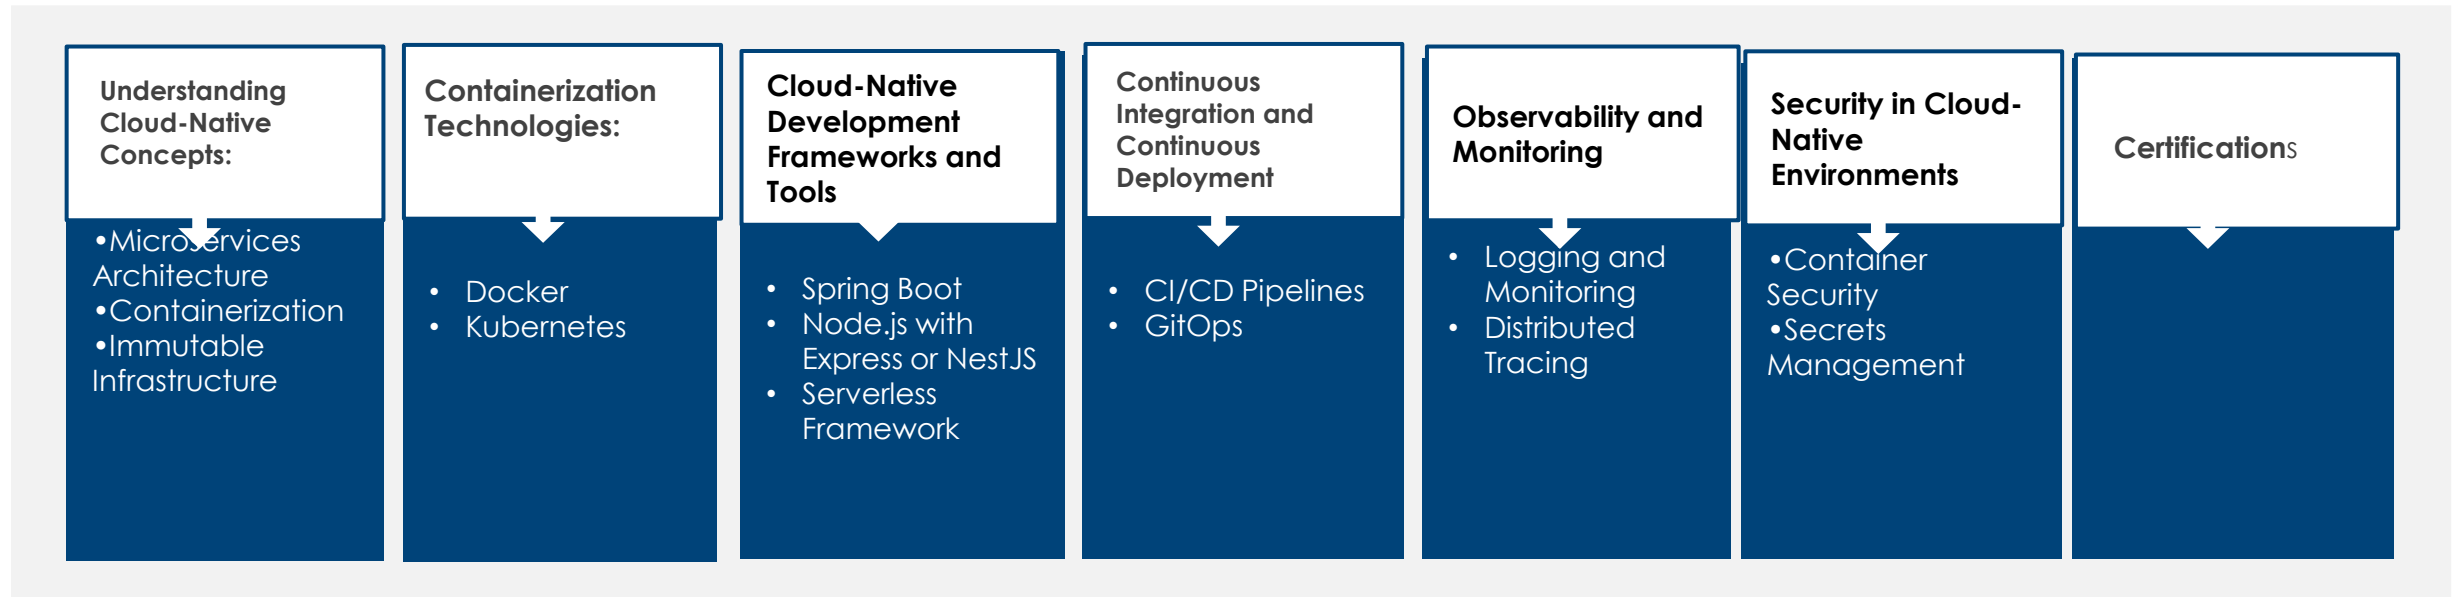 Understanding
Cloud-Native
Concepts:
•Microservices
Architecture
•Containerization
•Immutable
Infrastructure
Containerization
Technologies:
• Docker
• Kubernetes
Cloud-Native
Development
Frameworks and
Tools
• Spring Boot
• Node.js with
Express or NestJS
• Serverless
Framework
Continuous
Integration and
Continuous
Deployment
• CI/CD Pipelines
• GitOps
Observability and
Monitoring
• Logging and
Monitoring
• Distributed
Tracing
Security in Cloud-
Native
Environments
•Container
Security
•Secrets
Management
Certifications